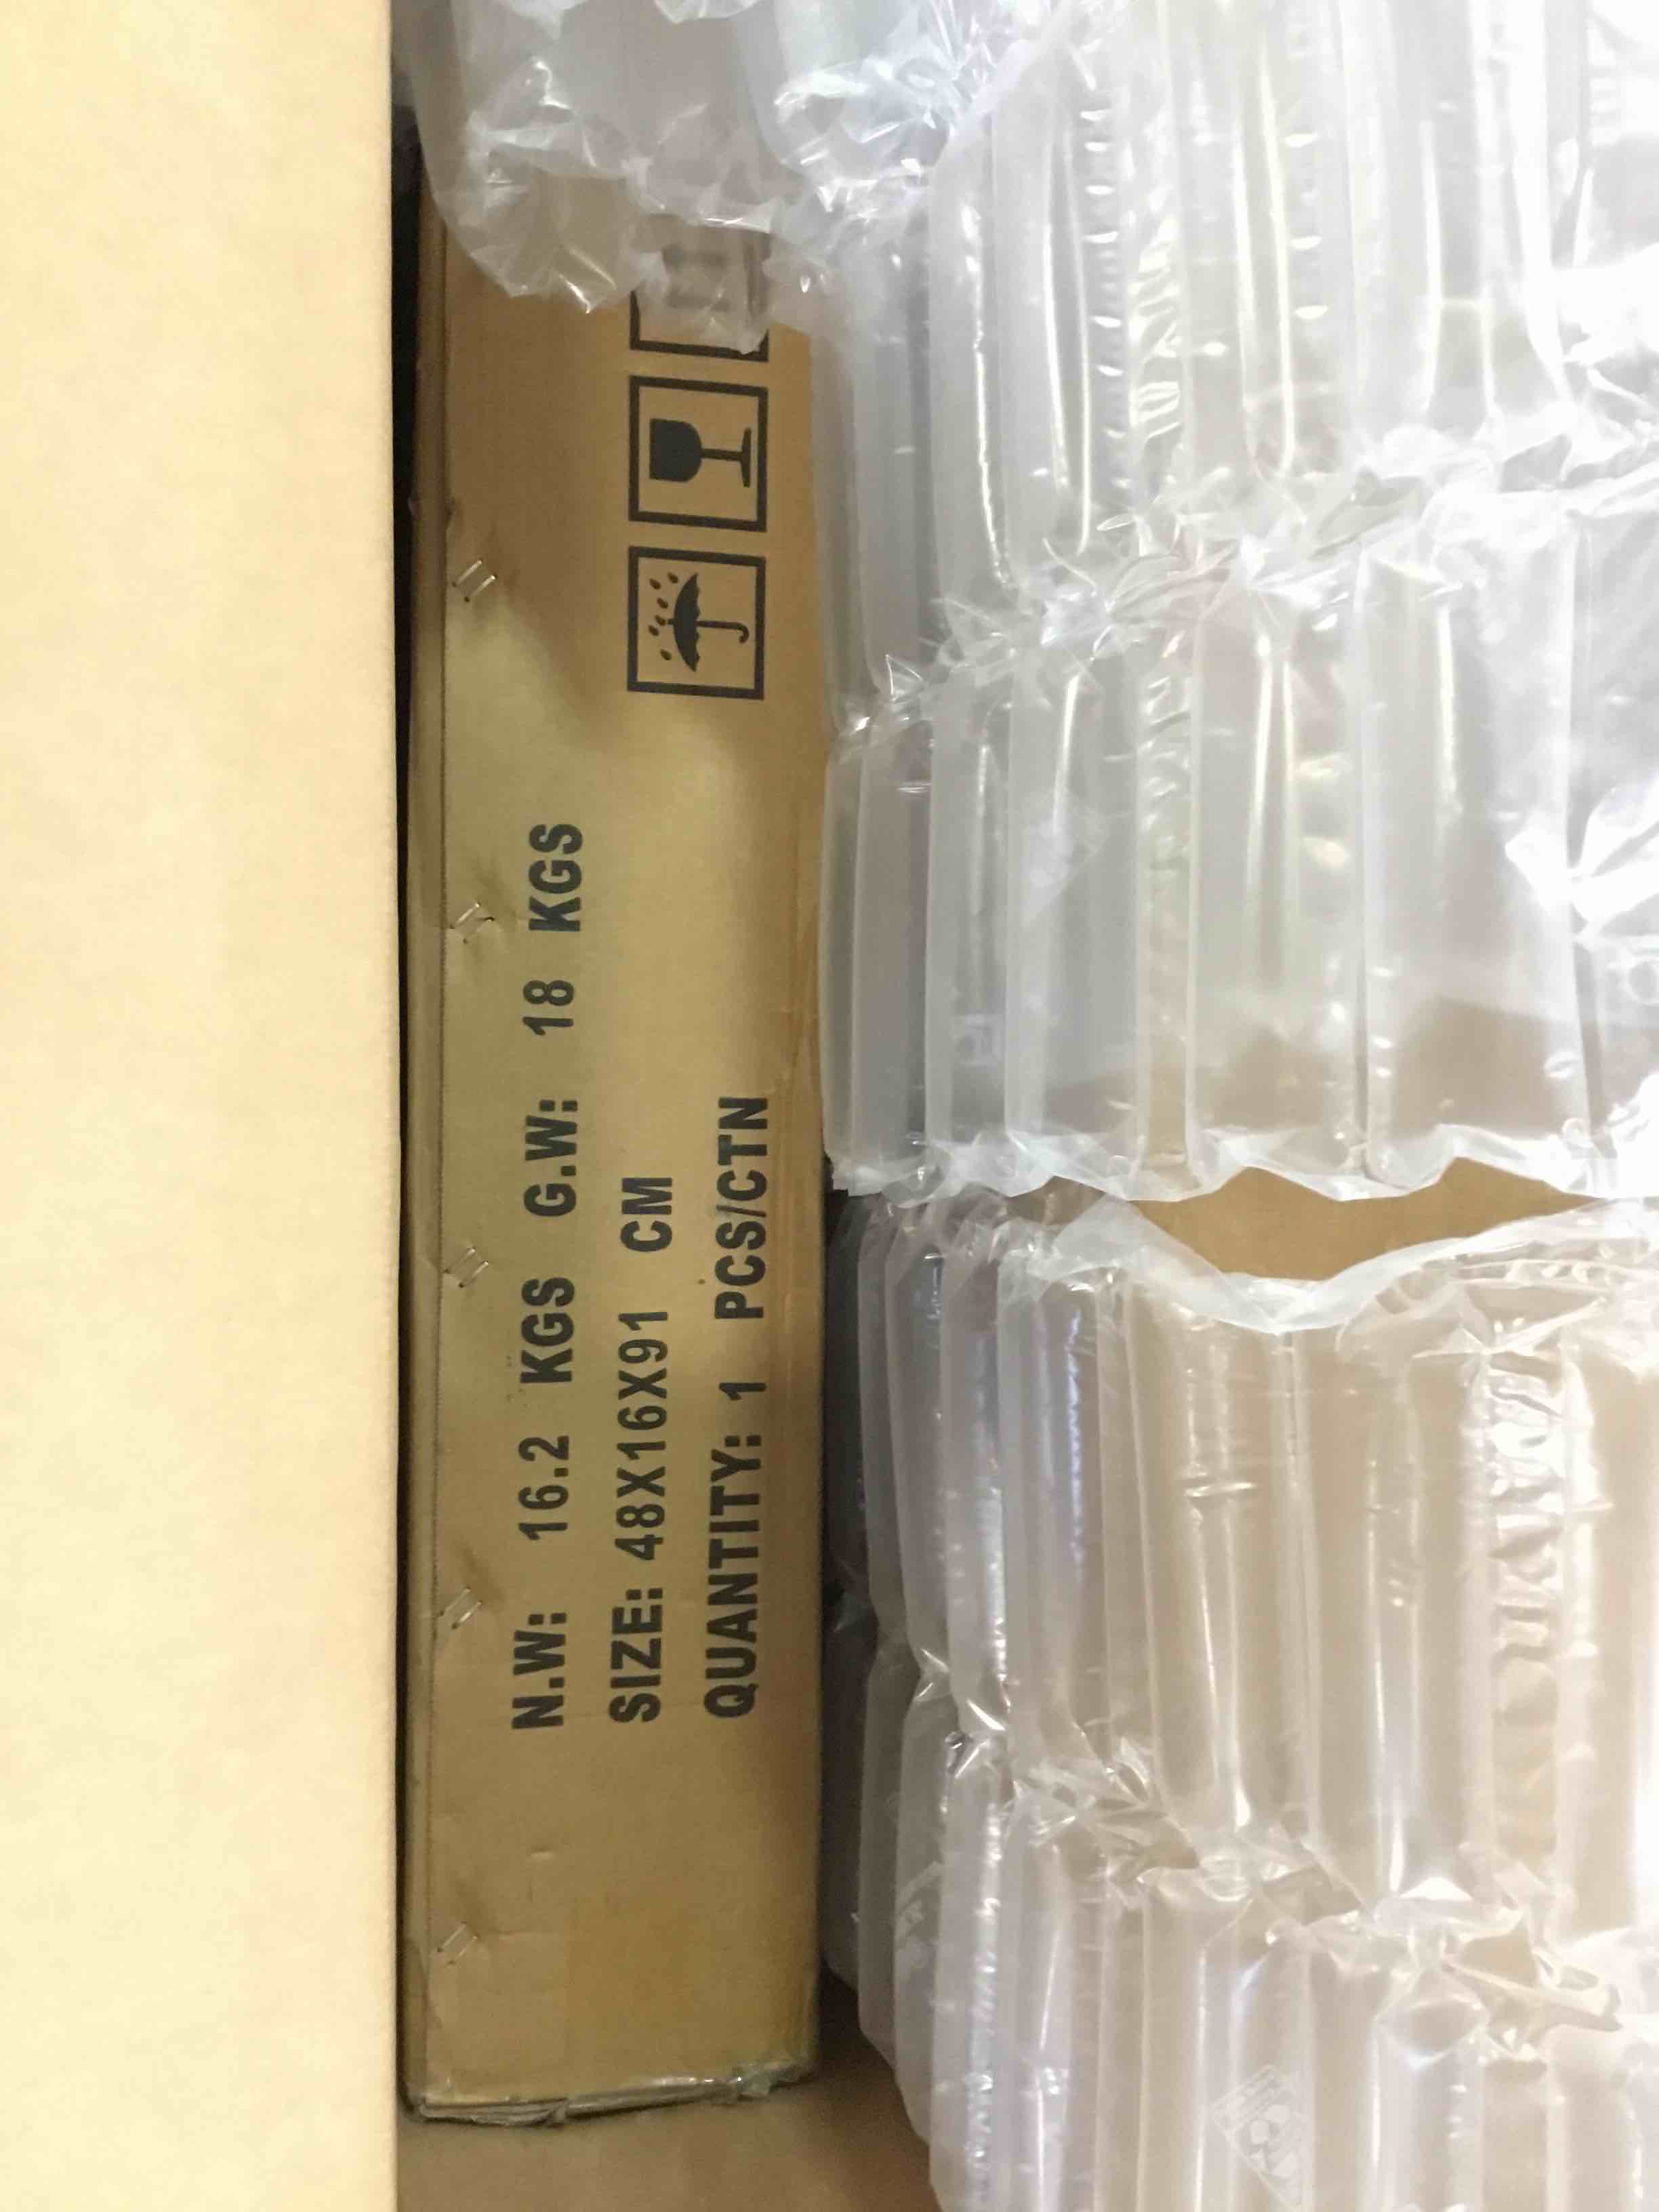 N.W: 16.2 KGS G.W: 18 KGS
SIZE: 48X16X91 CM
QUANTITY: 1 PCS/CTN